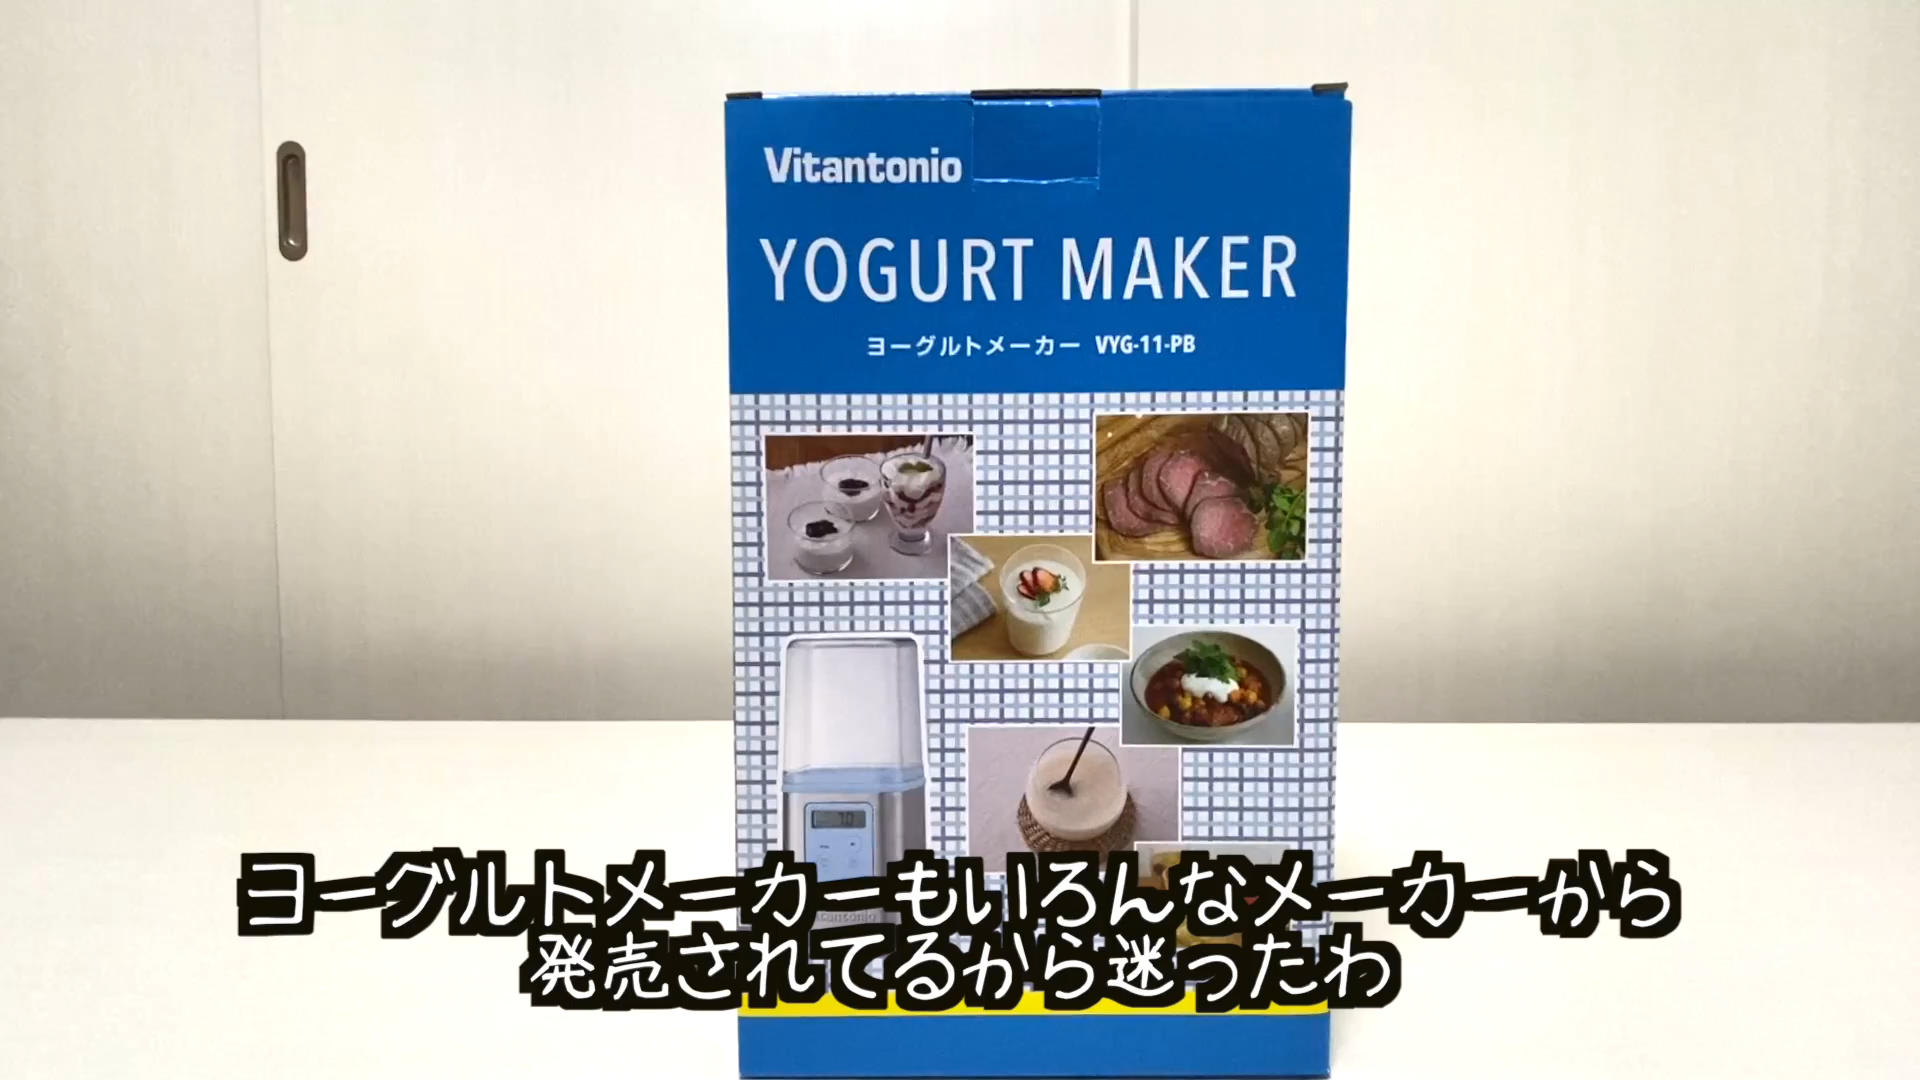 Vitantonio
YOGURT MAKER
ヨーグルトメーカー VYG-11-PB
7.0
ヨーグルトメーカーもいろんなメーカーから
発売されてるから迷ったわ